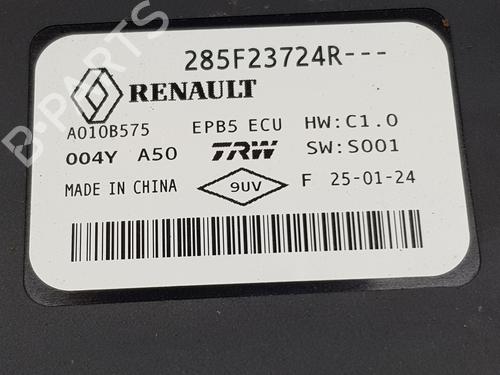 285F23724R---
RENAULT
A010B575 EPB5 ECU HW:C1.0
004Y A50 TRW SW:S001
MADE IN CHINA 9UV F 25-01-24
B-PARTS